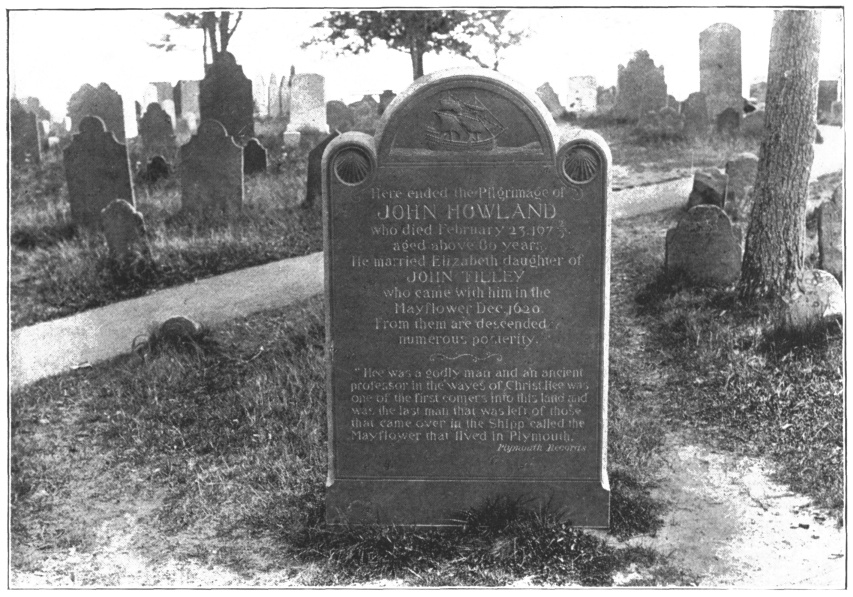 Here ended the Pilgrimage of
JOHN HOWLAND
who died February 23, 167 2/3.
aged above 80 years.
He married Elizabeth daughter of
JOHN TILLEY
who came with him in the
Mayflower Dec. 1620.
From them are descended
numerous posterity.
"Hee was a godly man and an ancient
professor in the wayes of Christ. Hee was
one of the first comers into this land and
was the last man that was left of those
that came over in the Shipp called the
Mayflower that lived in Plymouth."
Plymouth Records